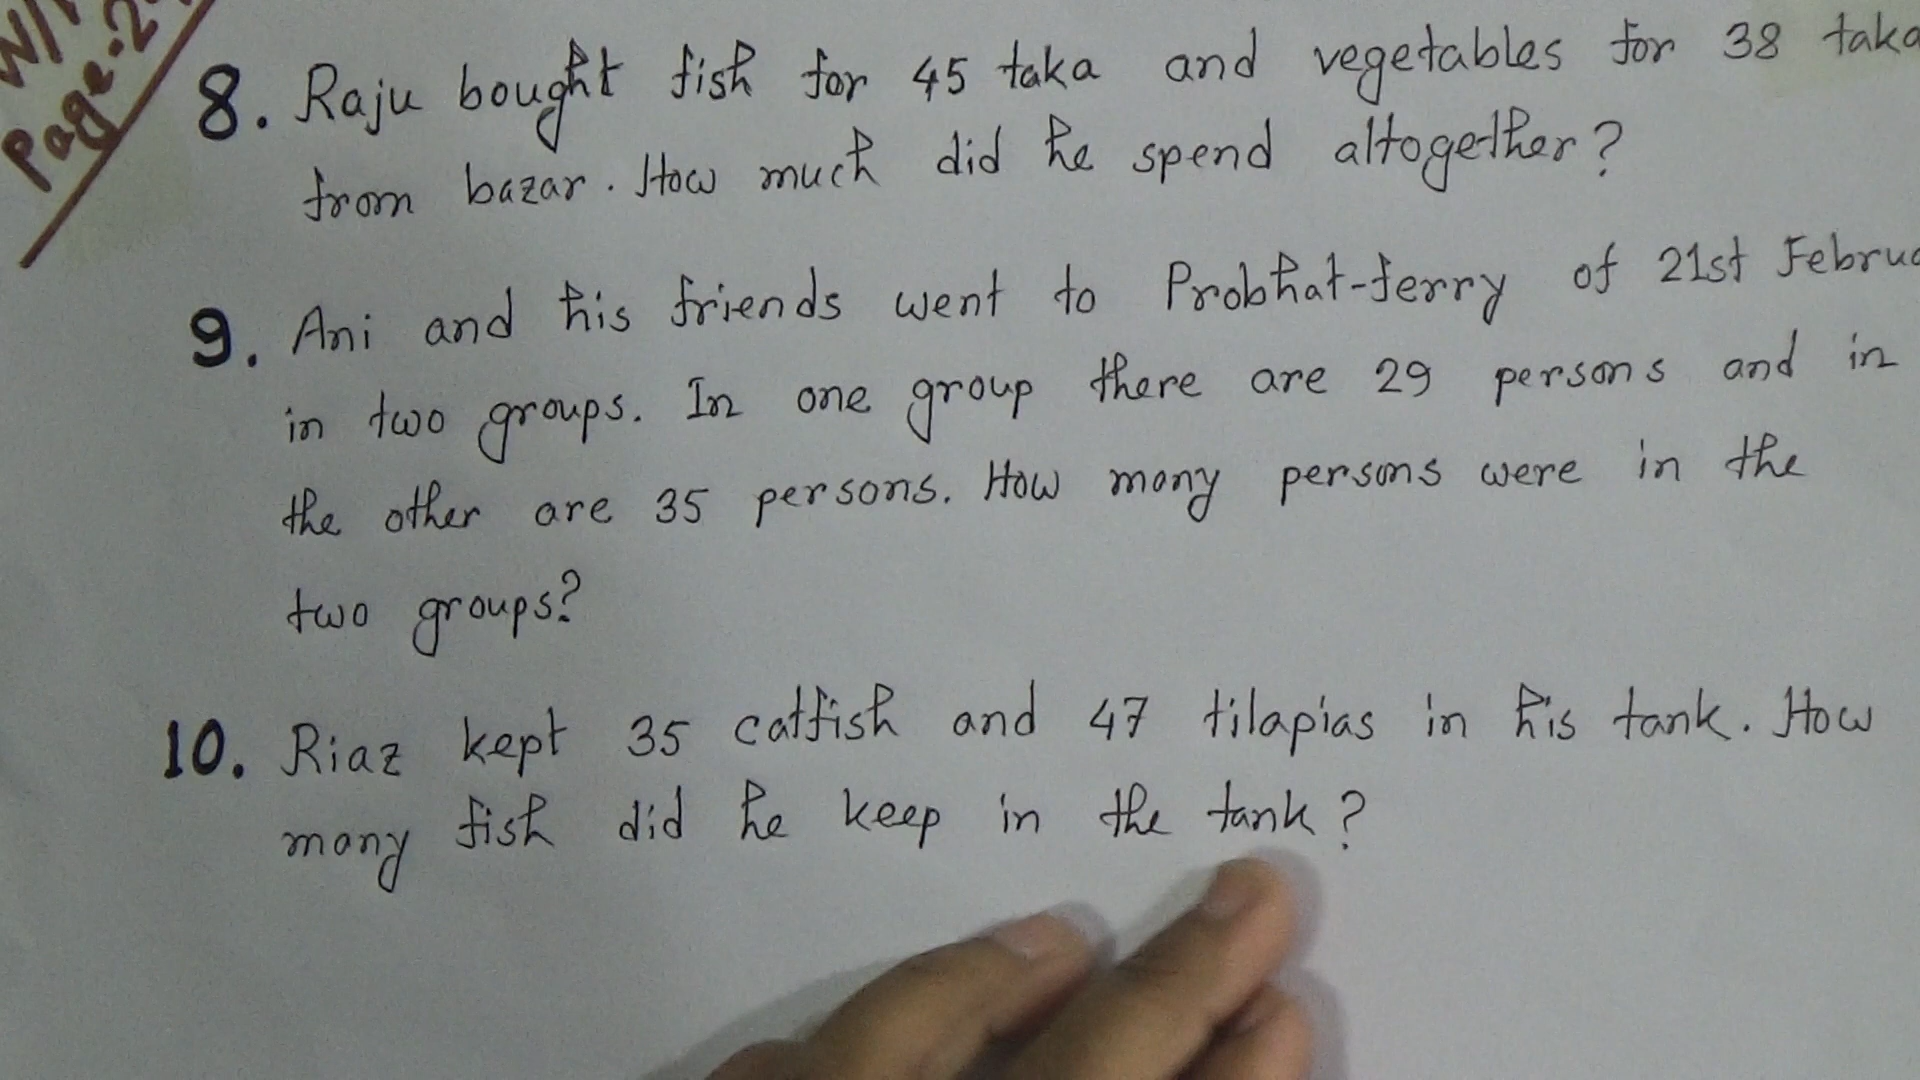 W/
Page-2
8. Raju bought fish for 45 taka and vegetables for 38 taka
from bazar. How much did he spend altogether?
9. Ani and his friends went to Probhat-ferry of 21st Februa
in two groups. In one group there are 29 persons and in
the other are 35 persons. How many persons were in the
two groups?
10. Riaz kept 35 catfish and 47 tilapias in his tank. How
many fish did he keep in the tank?